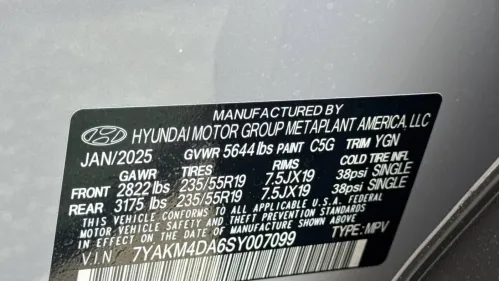 MANUFACTURED BY
HYUNDAI MOTOR GROUP METAPLANT AMERICA, LLC
JAN/2025 GVWR 5644 lbs PAINT C5G TRIM YGN
GAWR TIRES RIMS COLD TIRE INFL
FRONT 2822 lbs 235/55R19 7.5JX19 38psi SINGLE
REAR 3175 lbs 235/55R19 7.5JX19 38psi SINGLE
THIS VEHICLE CONFORMS TO ALL APPLICABLE U.S.A. FEDERAL
MOTOR VEHICLE SAFETY AND THEFT PREVENTION STANDARDS
IN EFFECT ON THE DATE OF MANUFACTURE SHOWN ABOVE.
V.I.N 7YAKM4DA6SY007099 TYPE: MPV